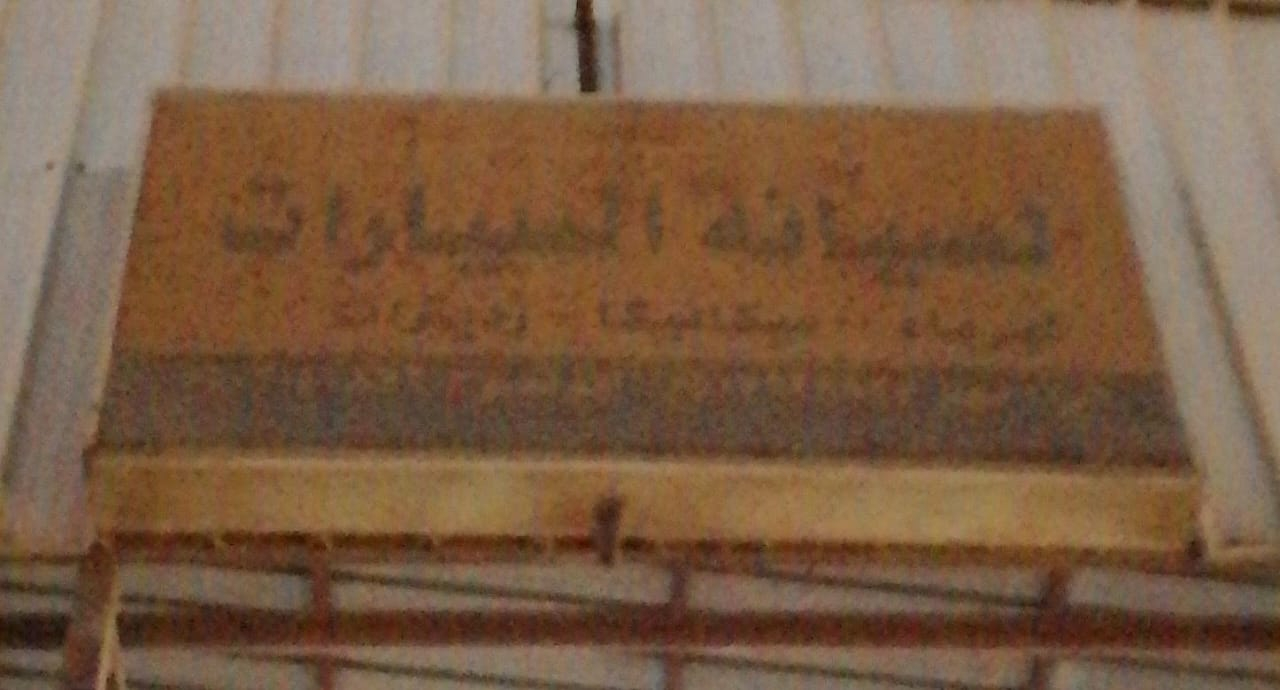 لصيانة السيارات
كهرباء - ميكانيكا - رديترات